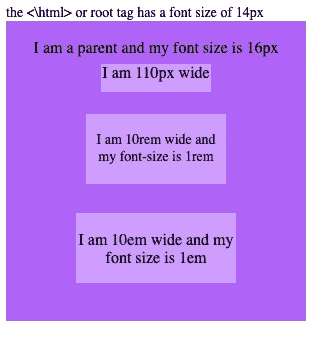 the <\html> or root tag has a font size of 14px
I am a parent and my font size is 16px
I am 110px wide
I am 10rem wide and
my font-size is 1rem
I am 10em wide and my
font size is 1em